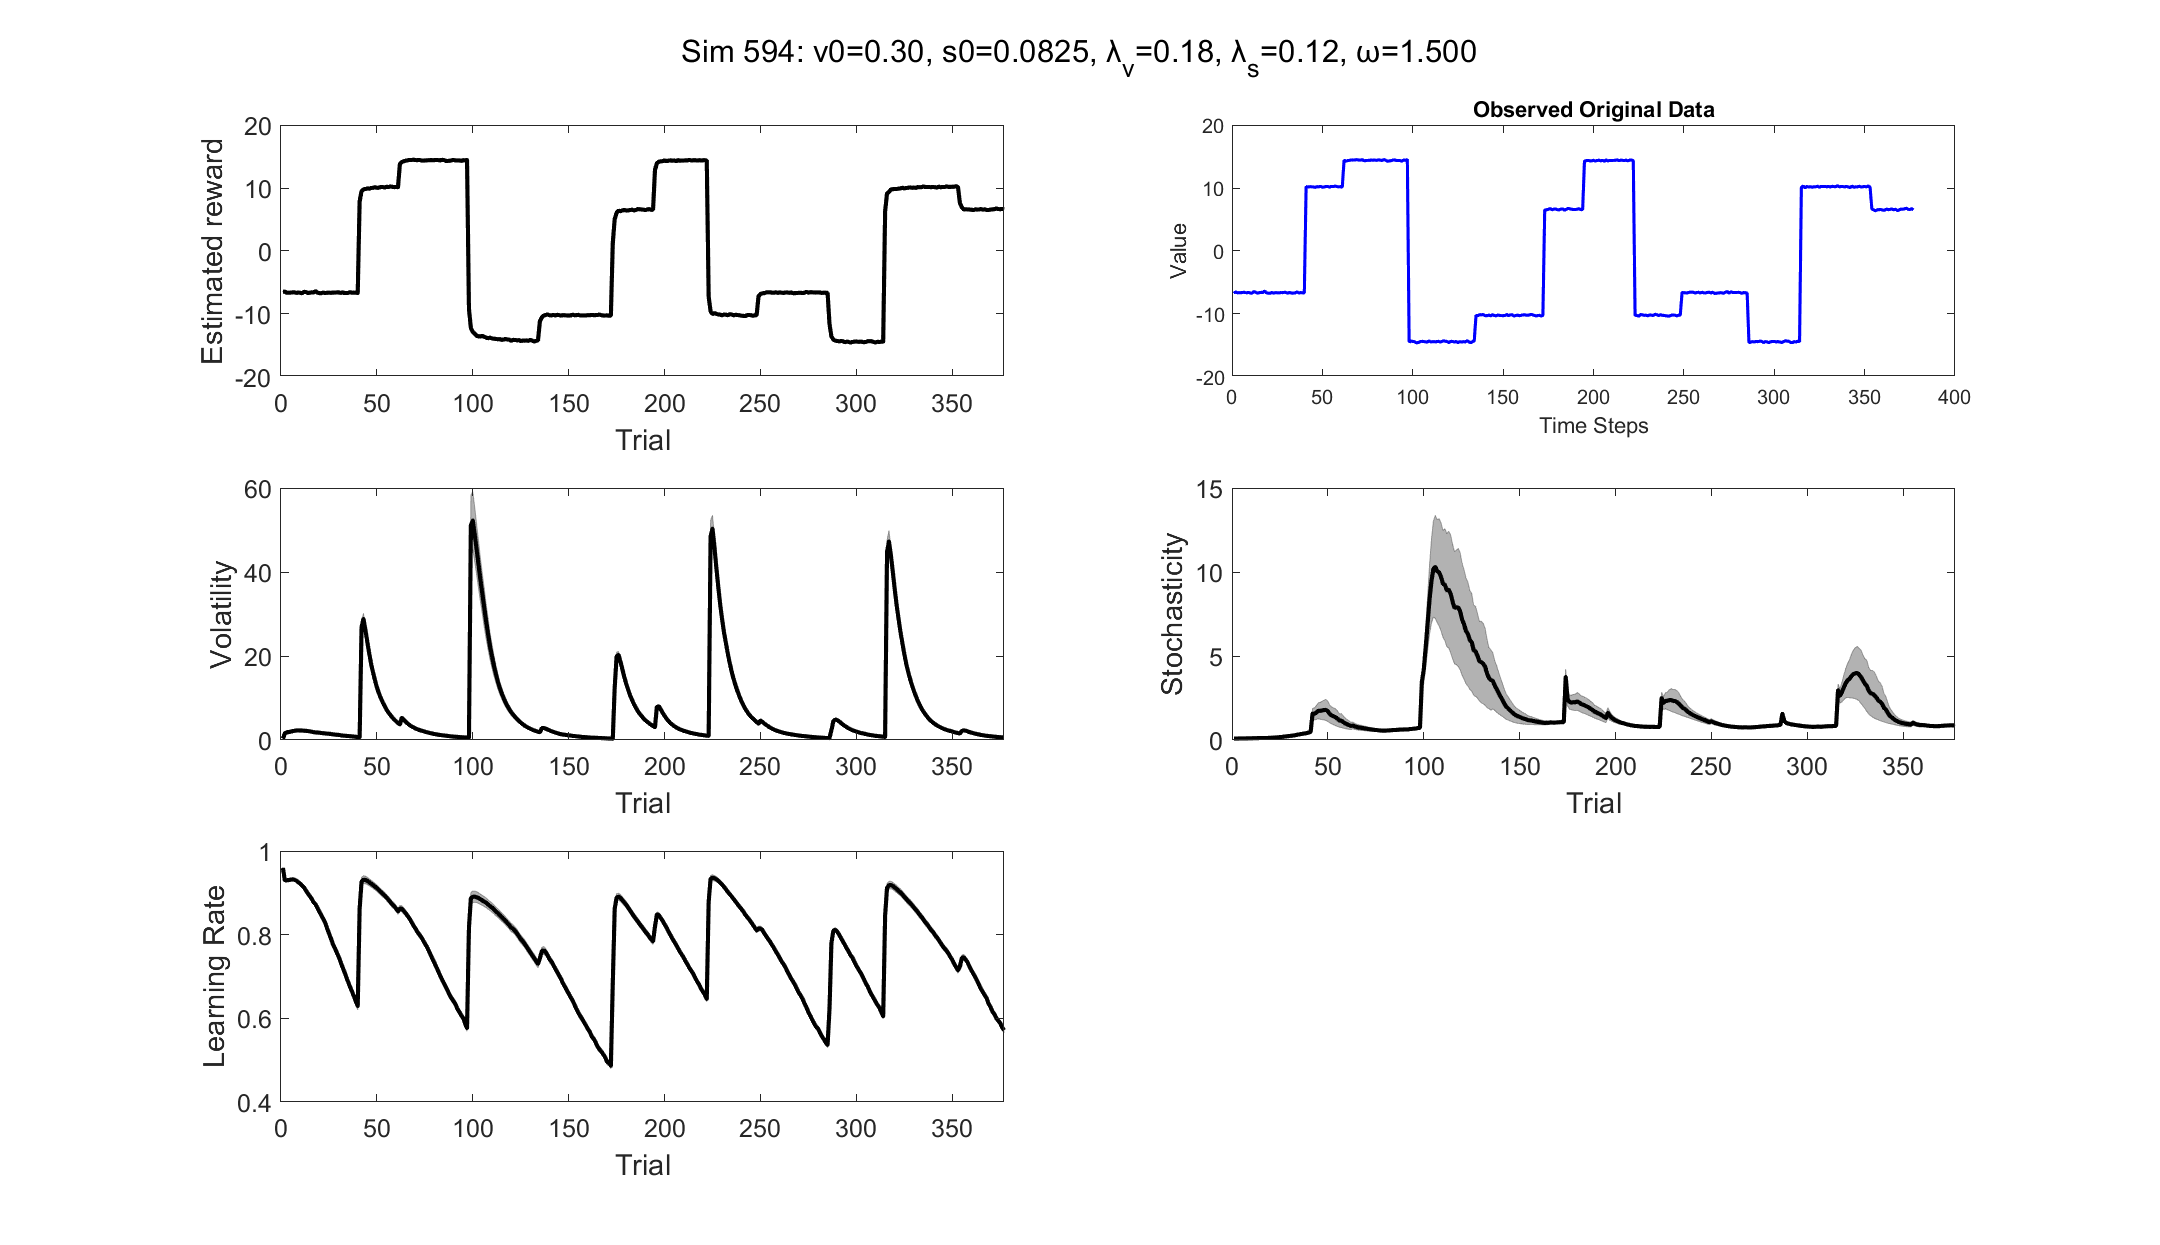 Sim 594: v0=0.30, s0=0.0825, λv=0.18, λs=0.12, ω=1.500
Estimated reward
20
10
0
-10
-20
0 50 100 150 200 250 300 350
Trial
Observed Original Data
Value
20
10
0
-10
-20
0 50 100 150 200 250 300 350 400
Time Steps
Volatility
60
40
20
0
0 50 100 150 200 250 300 350
Trial
Stochasticity
15
10
5
0
0 50 100 150 200 250 300 350
Trial
Learning Rate
1
0.8
0.6
0.4
0 50 100 150 200 250 300 350
Trial